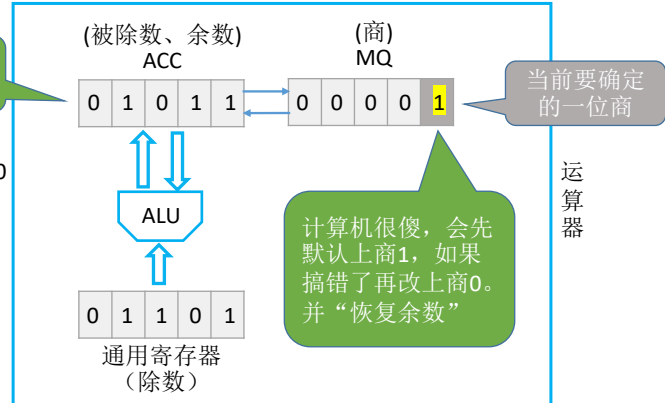 (被除数、余数)
ACC
(商)
MQ
0 1 0 1 1
0 0 0 0 1
当前要确定
的一位商
0
ALU
运
算
器
计算机很傻，会先
默认上商1，如果
搞错了再改上商0。
并“恢复余数”
0 1 1 0 1
通用寄存器
（除数）